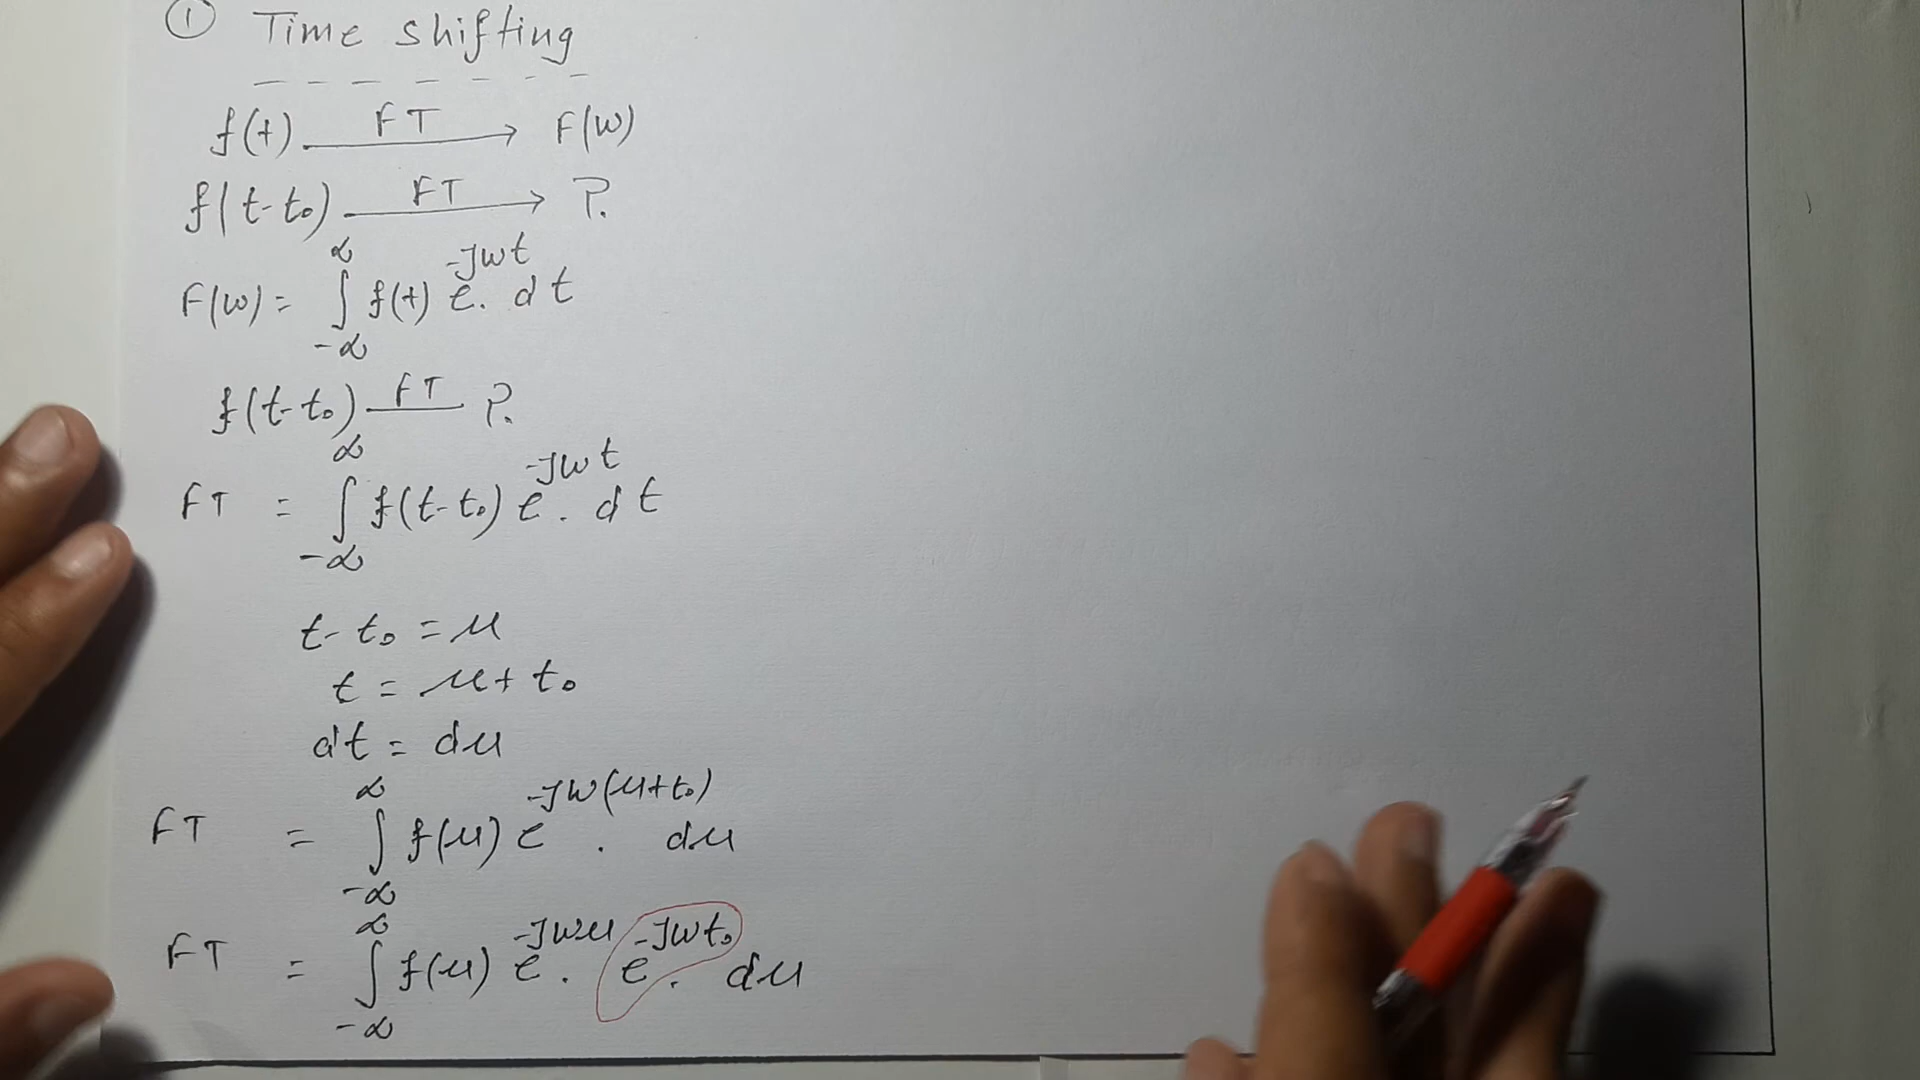 ① Time shifting
f(t) FT → F(w)
f(t-t₀) FT → ?
F(w) = ∫_{-∞}^{∞} f(t) e^{-jwt}. dt
f(t-t₀) FT ?
FT = ∫_{-∞}^{∞} f(t-t₀) e^{-jwt}. dt
t-t₀ = u
t = u+t₀
dt = du
FT = ∫_{-∞}^{∞} f(u) e^{-jw(u+t₀)}. du
FT = ∫_{-∞}^{∞} f(u) e^{-jwu}. e^{-jwt₀}. du